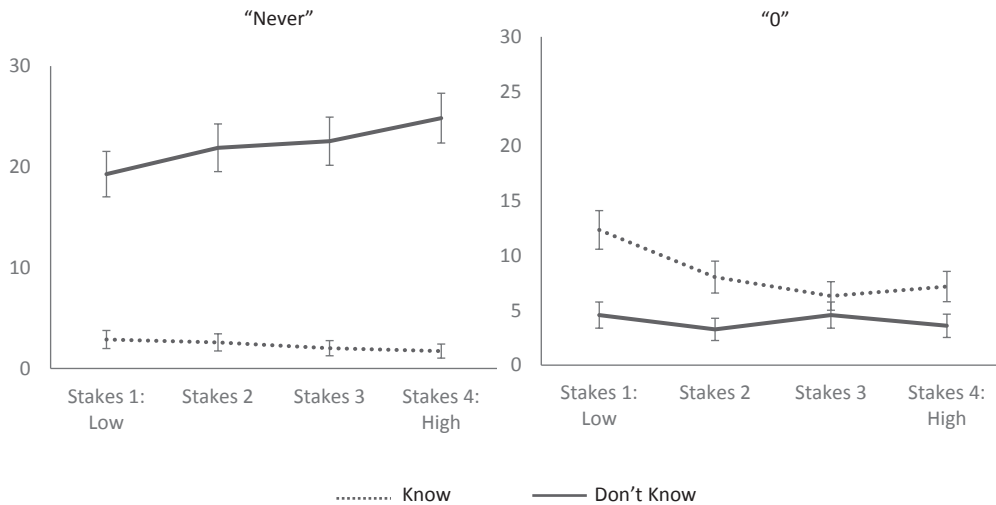 “Never”
30
20
10
0
Stakes 1:
Low
Stakes 2
Stakes 3
Stakes 4:
High
“0”
30
25
20
15
10
5
0
Stakes 1:
Low
Stakes 2
Stakes 3
Stakes 4:
High
Know
Don’t Know